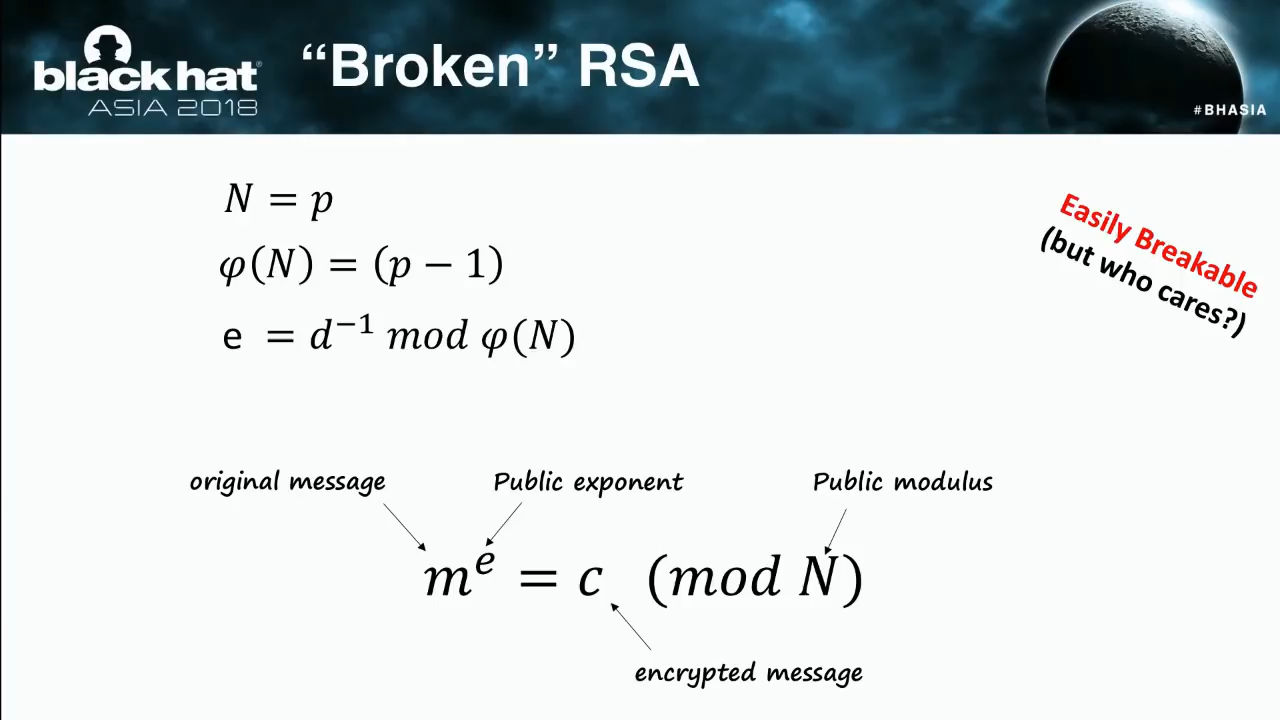 black hat
ASIA 2018
“Broken” RSA
#BHASIA
N = p
φ(N) = (p − 1)
e = d⁻¹ mod φ(N)
Easily Breakable
(but who cares?)
original message
Public exponent
Public modulus
mᵉ = c (mod N)
encrypted message